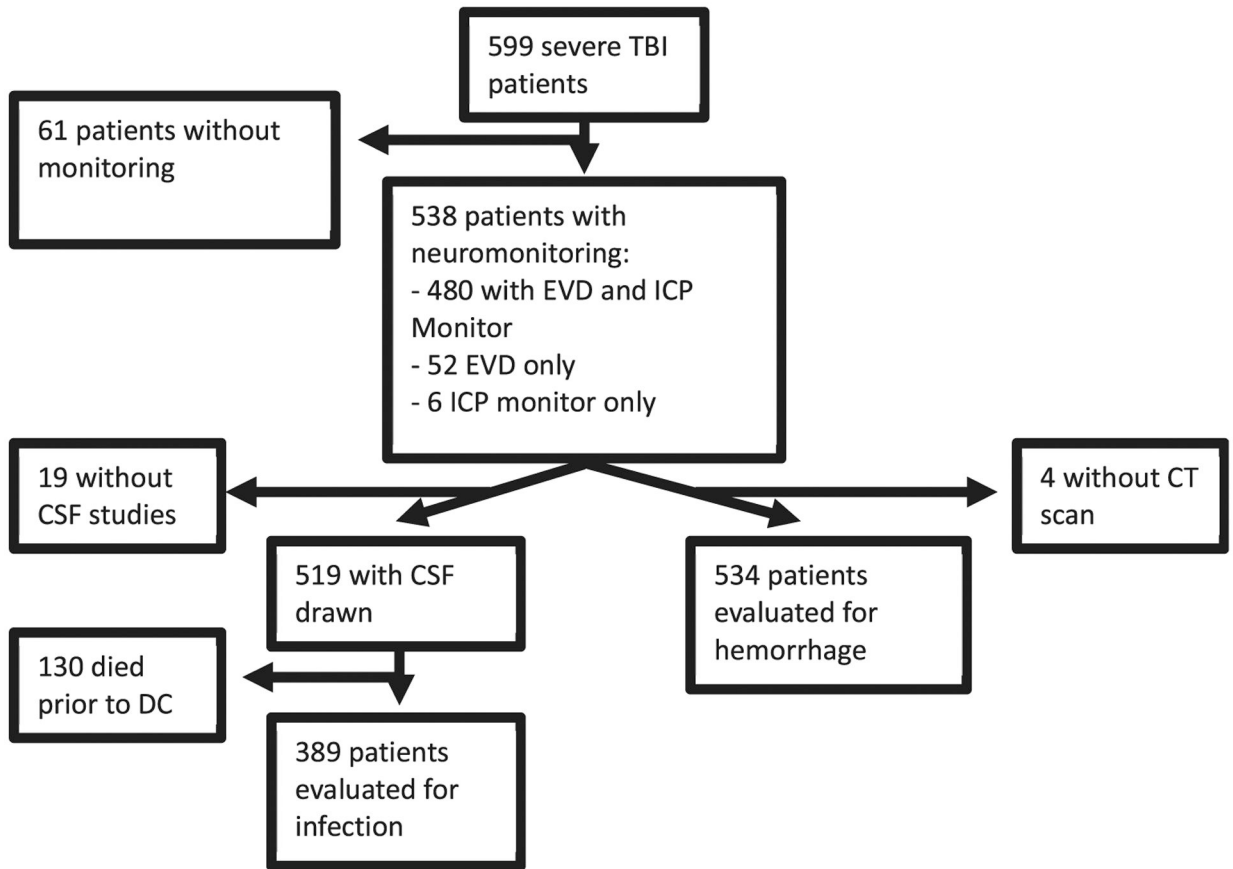 599 severe TBI
patients
61 patients without
monitoring
538 patients with
neuromonitoring:
- 480 with EVD and ICP
Monitor
- 52 EVD only
- 6 ICP monitor only
19 without
CSF studies
4 without CT
scan
519 with CSF
drawn
534 patients
evaluated for
hemorrhage
130 died
prior to DC
389 patients
evaluated for
infection